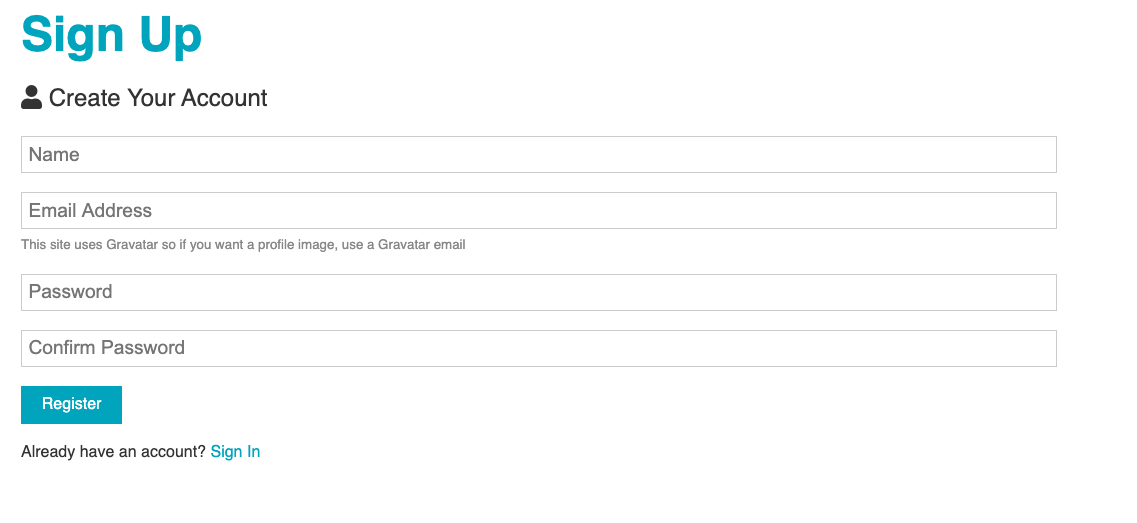 Sign Up
Create Your Account
Name
Email Address
This site uses Gravatar so if you want a profile image, use a Gravatar email
Password
Confirm Password
Register
Already have an account? Sign In